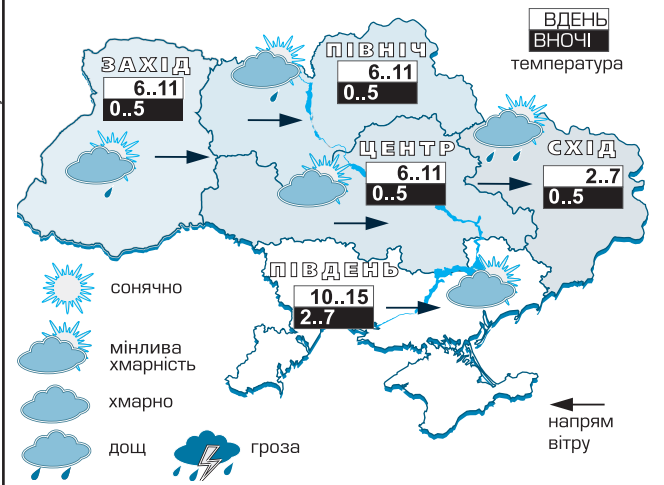 ВДЕНЬ
ВНОЧІ
температура
ЗАХІД
6..11
0..5
ПІВНІЧ
6..11
0..5
ЦЕНТР
6..11
0..5
СХІД
2..7
0..5
ПІВДЕНЬ
10..15
2..7
сонячно
мінлива
хмарність
хмарно
дощ
гроза
напрям
вітру